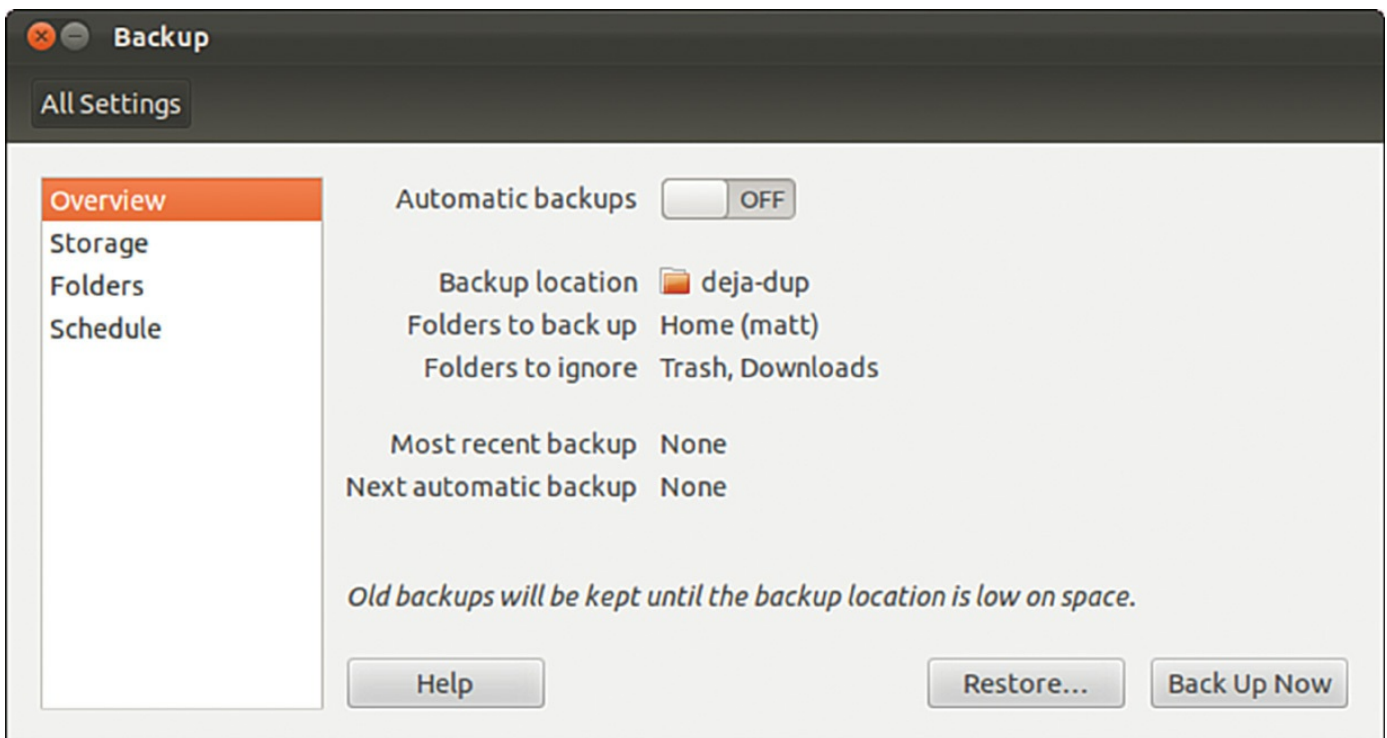 Backup
All Settings
Overview
Storage
Folders
Schedule
Automatic backups OFF
Backup location deja-dup
Folders to back up Home (matt)
Folders to ignore Trash, Downloads
Most recent backup None
Next automatic backup None
Old backups will be kept until the backup location is low on space.
Help Restore... Back Up Now